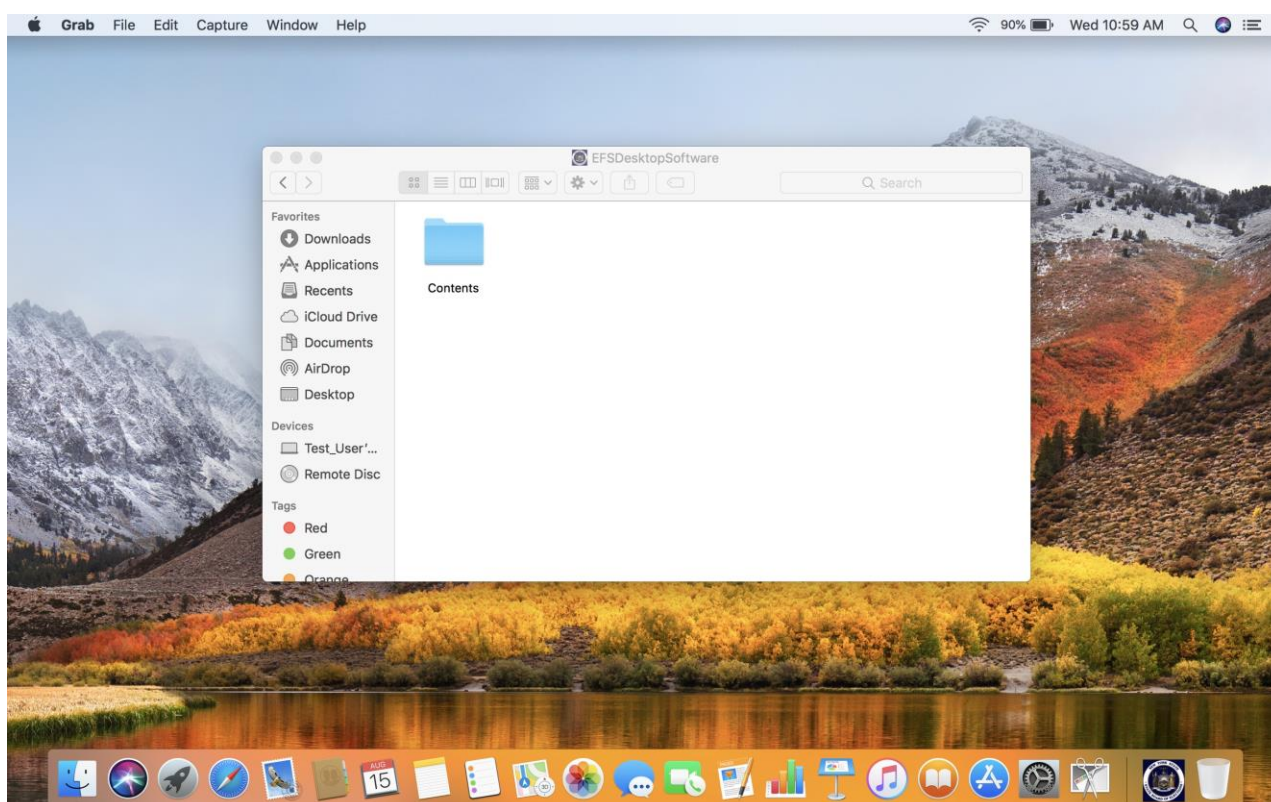 Grab File Edit Capture Window Help 90% Wed 10:59 AM
EFSDesktopSoftware
Search
Favorites
Downloads
Applications
Contents
Recents
iCloud Drive
Documents
AirDrop
Desktop
Devices
Test_User’...
Remote Disc
Tags
Red
Green
Orange
AUG
15